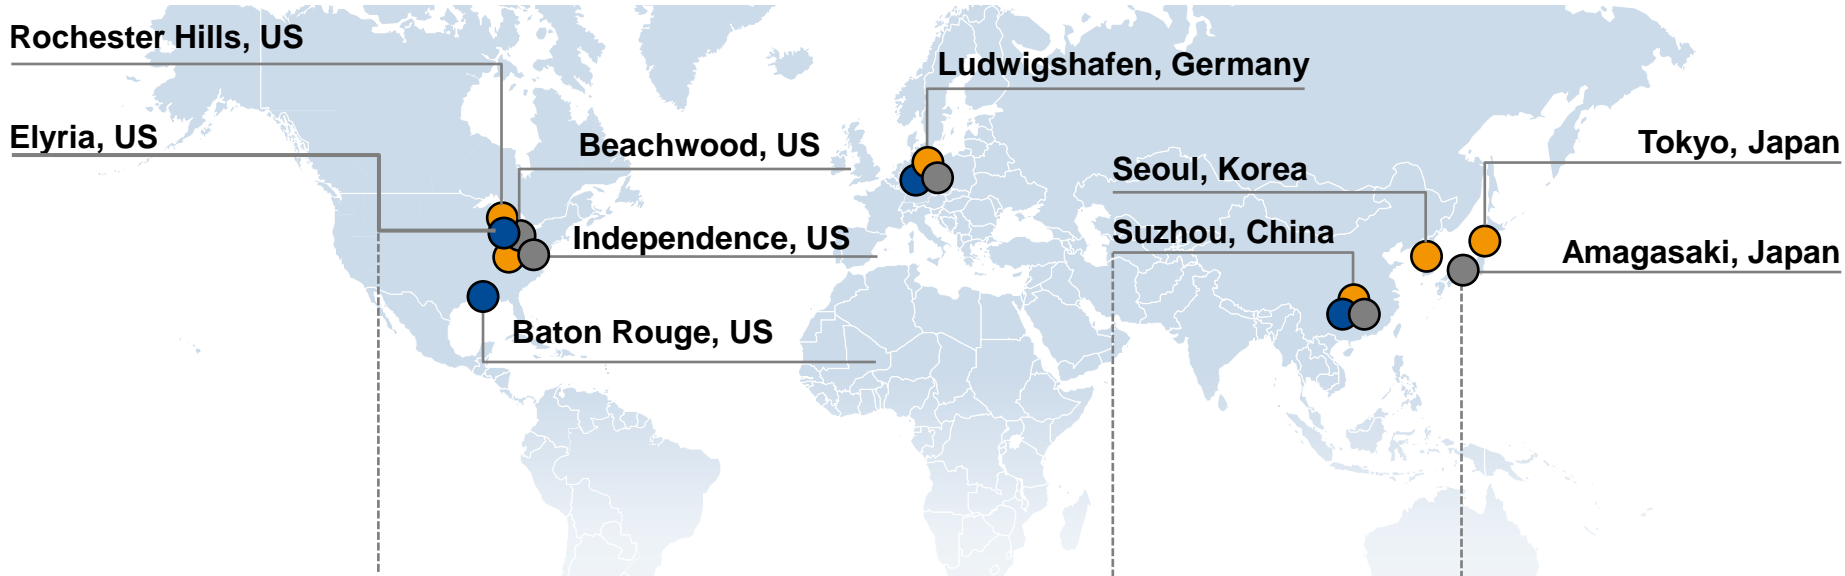 Rochester Hills, US
Ludwigshafen, Germany
Elyria, US
Beachwood, US
Tokyo, Japan
Seoul, Korea
Suzhou, China
Independence, US
Amagasaki, Japan
Baton Rouge, US